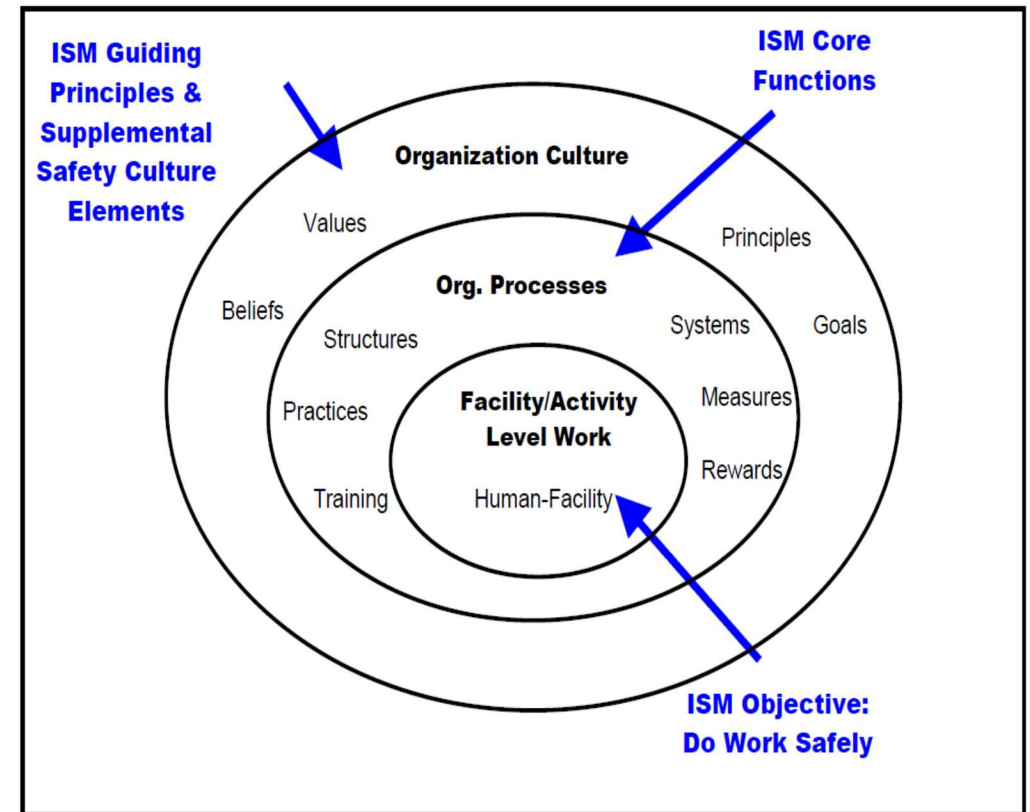 ISM Guiding
Principles &
Supplemental
Safety Culture
Elements
ISM Core
Functions
Organization Culture
Values
Principles
Beliefs
Goals
Org. Processes
Structures
Systems
Practices
Measures
Training
Rewards
Facility/Activity
Level Work
Human-Facility
ISM Objective:
Do Work Safely